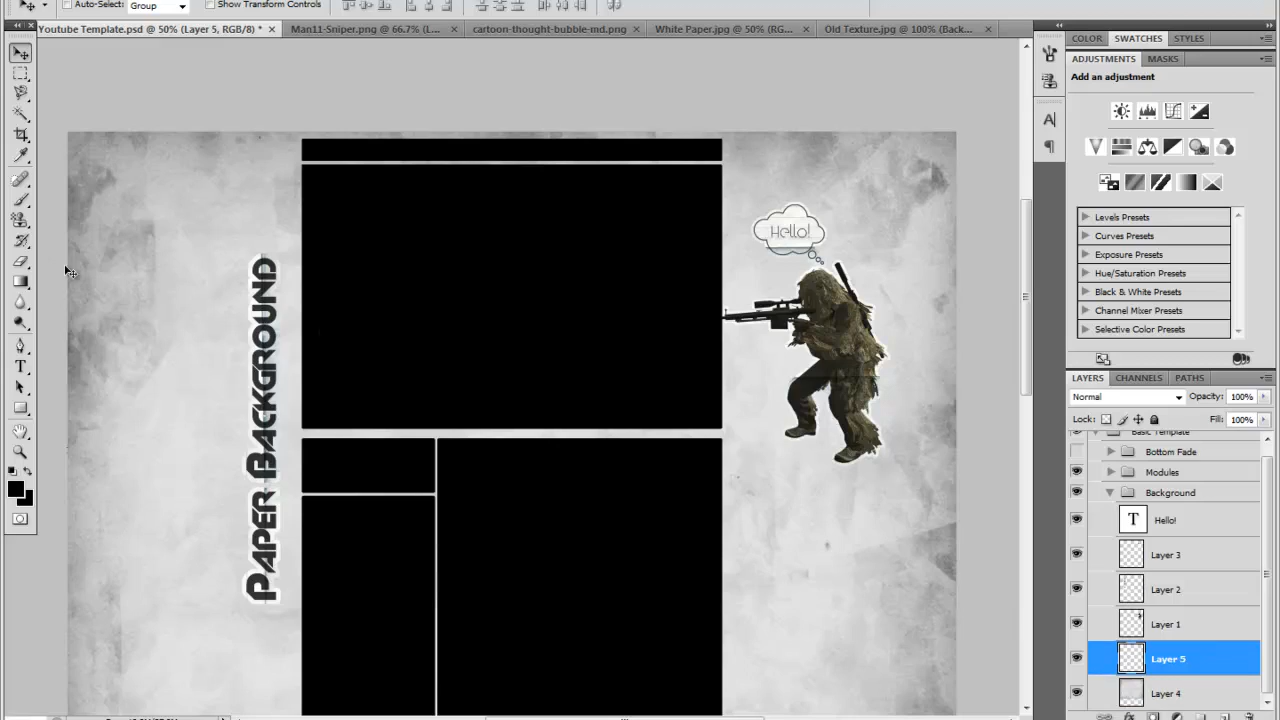 Auto-Select: Group Show Transform Controls
Youtube Template.psd @ 50% (Layer 5, RGB/8) * × Man11-Sniper.png @ 66.7% (L... × cartoon-thought-bubble-md.png × White Paper.jpg @ 50% (RG... × Old Texture.jpg @ 100% (Back... ×
COLOR SWATCHES STYLES
ADJUSTMENTS MASKS
Add an adjustment
Levels Presets
Curves Presets
Exposure Presets
Hue/Saturation Presets
Black & White Presets
Channel Mixer Presets
Selective Color Presets
Hello!
PAPER BACKGROUND
LAYERS CHANNELS PATHS
Normal Opacity: 100%
Lock: Fill: 100%
Basic Template
Bottom Fade
Modules
Background
T Hello!
Layer 3
Layer 2
Layer 1
Layer 5
Layer 4